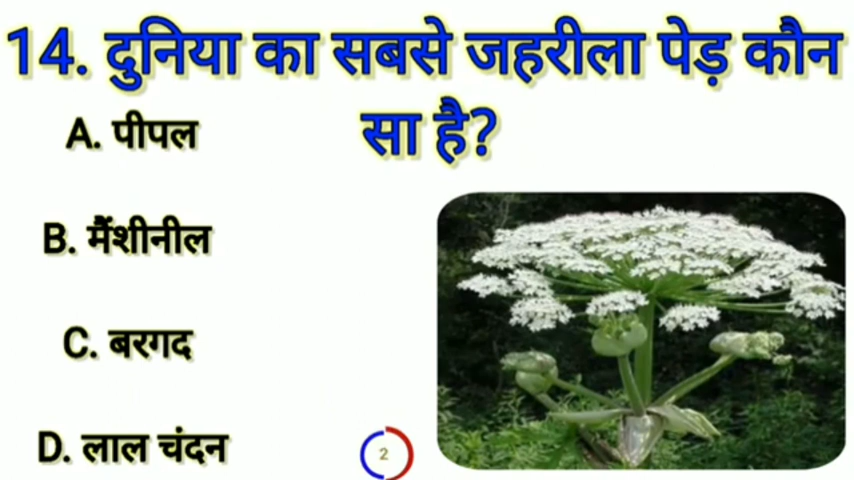 14. दुनिया का सबसे जहरीला पेड़ कौन
सा है?
A. पीपल
B. मैंशीनील
C. बरगद
D. लाल चंदन
2